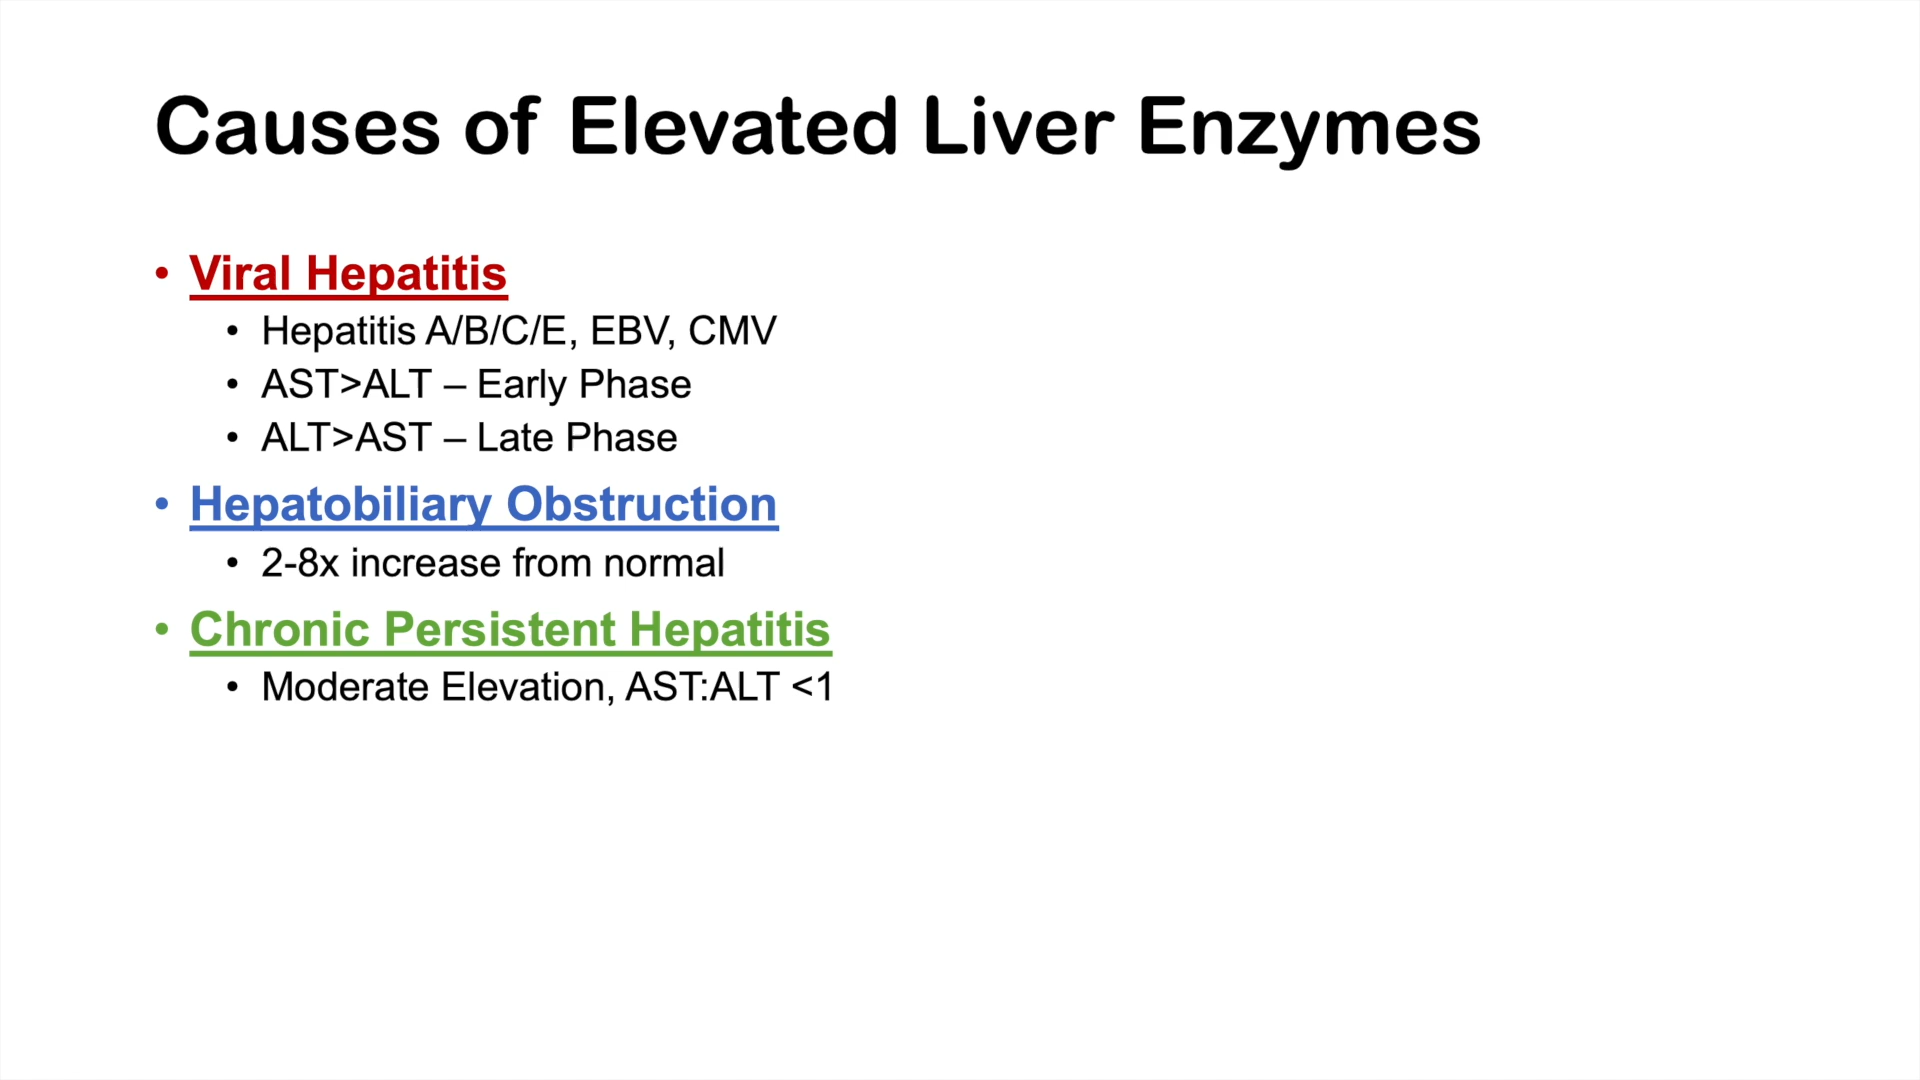 Causes of Elevated Liver Enzymes
• Viral Hepatitis
• Hepatitis A/B/C/E, EBV, CMV
• AST>ALT – Early Phase
• ALT>AST – Late Phase
• Hepatobiliary Obstruction
• 2-8x increase from normal
• Chronic Persistent Hepatitis
• Moderate Elevation, AST:ALT <1